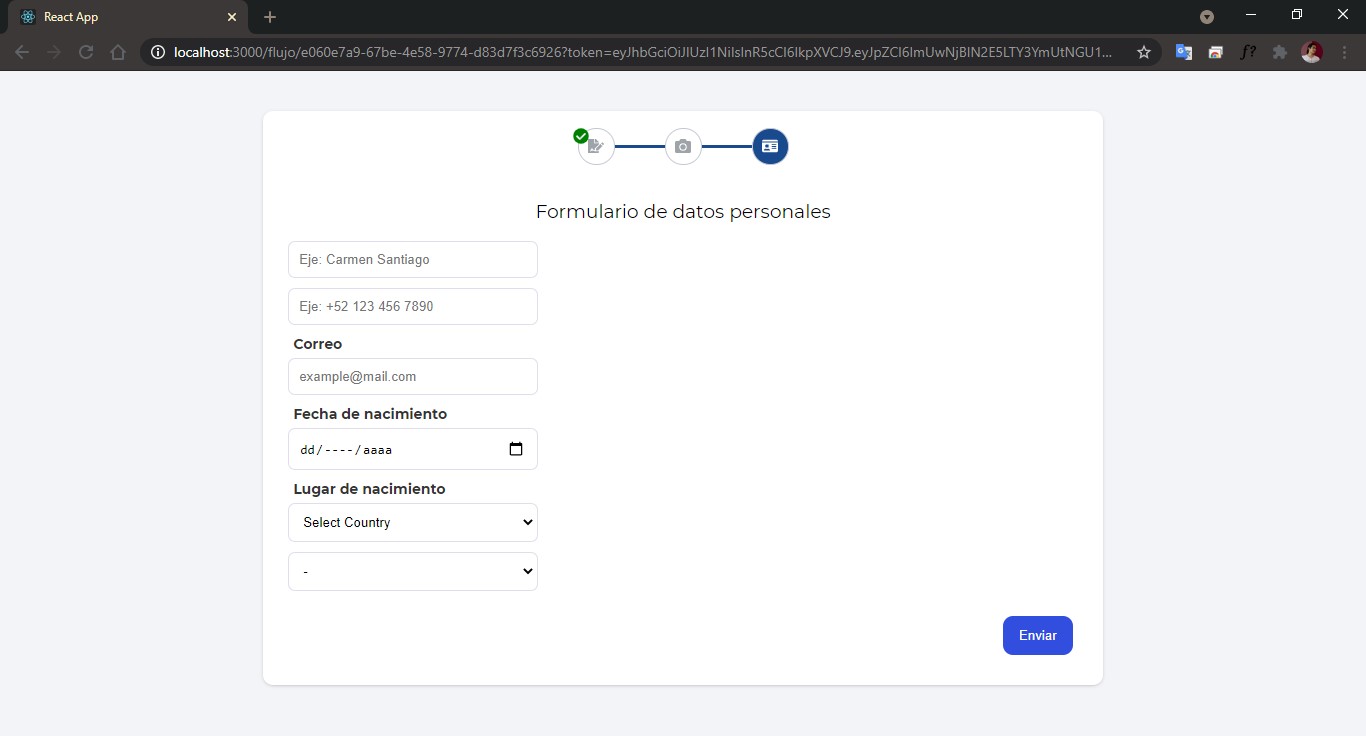 React App
localhost:3000/flujo/e060e7a9-67be-4e58-9774-d83d7f3c6926?token=eyJhbGciOiJIUzI1NiIsInR5cCI6IkpXVCJ9.eyJpZCI6ImUwNjBlN2E5LTY3YmUtNGU1...
f?
Formulario de datos personales
Eje: Carmen Santiago
Eje: +52 123 456 7890
Correo
example@mail.com
Fecha de nacimiento
dd/----/aaaa
Lugar de nacimiento
Select Country
-
Enviar